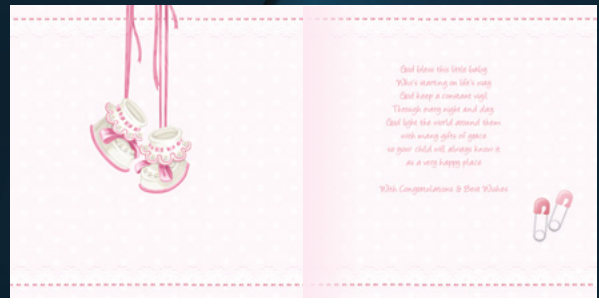 God bless this little baby
Who's starting on life's way
God keep a constant vigil
Through every night and day
God light the world around them
with many gifts of grace
so your child will always know it
as a very happy place
With Congratulations & Best Wishes